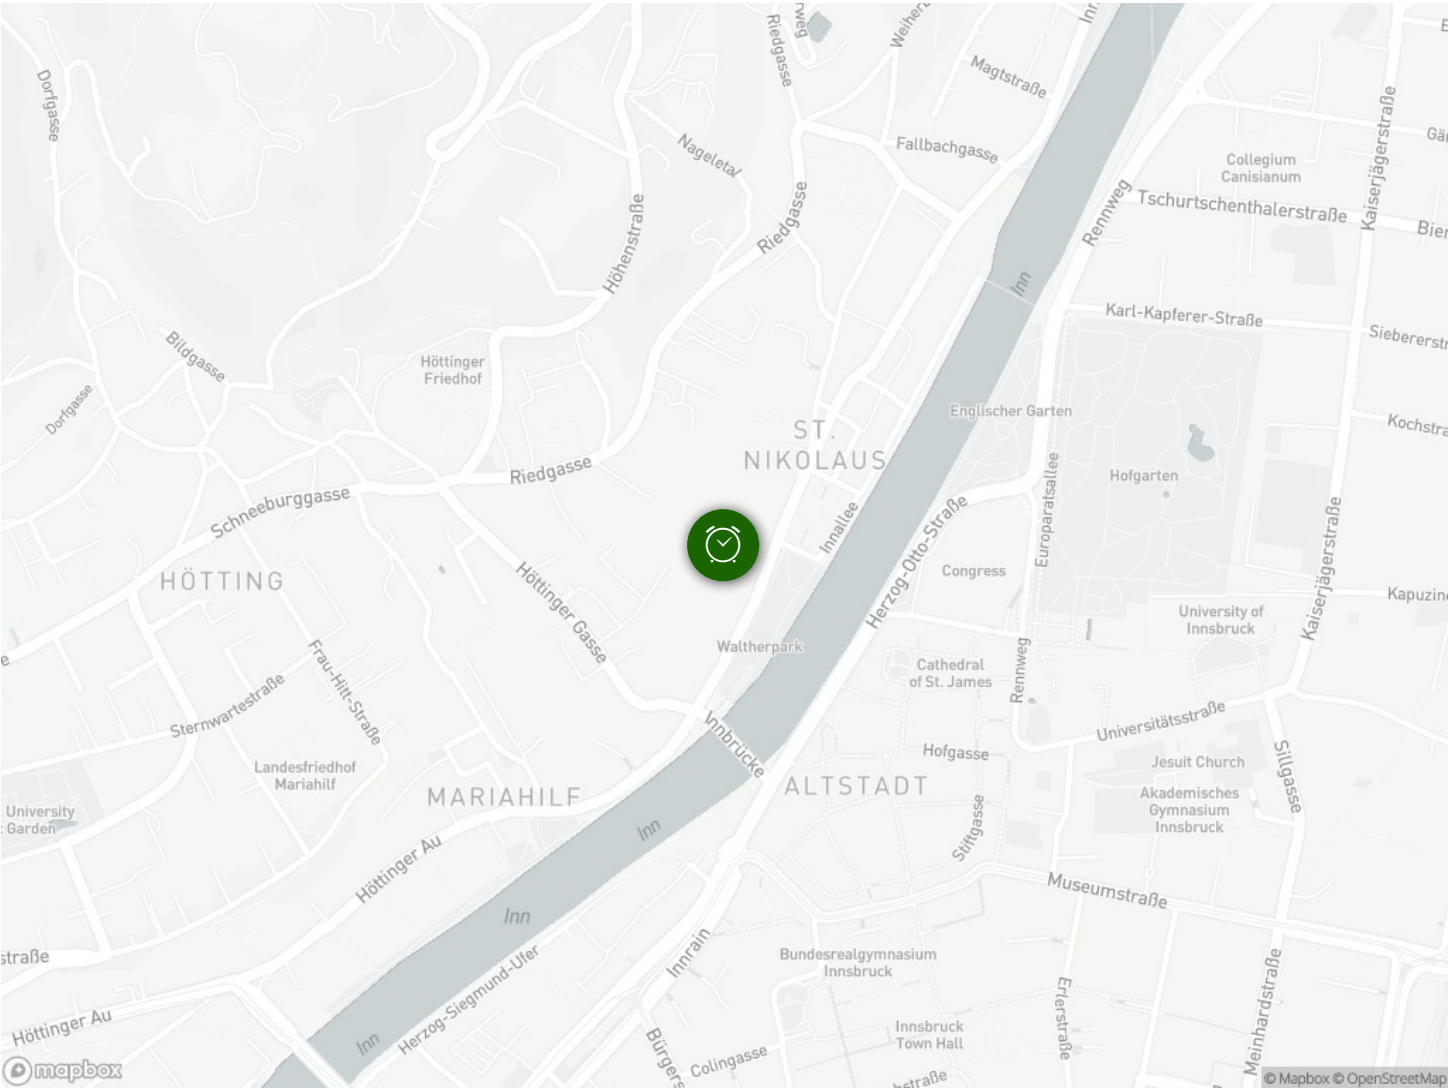 Riedgasse
Magtstraße
Dorfgasse
Nageletal
Fallbachgasse
Collegium
Canisianum
Kaiserjägerstraße
Tschurtschenthalerstraße
Rennweg
Riedgasse
Höhenstraße
Inn
Karl-Kapferer-Straße
Bildgasse
Höttinger
Friedhof
Dorfgasse
Englischer Garten
ST.
NIKOLAUS
Riedgasse
Hofgarten
Schneeburggasse
Innallee
Herzog-Otto-Straße
Europaratsallee
Kaiserjägerstraße
HÖTTING
Höttinger Gasse
Congress
University of
Innsbruck
Waltherpark
Cathedral
of St. James
Rennweg
Frau-Hitt-Straße
Sternwartestraße
Innbrücke
Universitätsstraße
Hofgasse
Jesuit Church
Sillgasse
Landesfriedhof
Mariahilf
MARIAHILF
ALTSTADT
Akademisches
Gymnasium
Innsbruck
University
Garden
Inn
Stiftgasse
Höttinger Au
Museumstraße
Inn
Innrain
Bundesrealgymnasium
Innsbruck
Herzog-Siegmund-Ufer
Meinhardstraße
Erlerstraße
Höttinger Au
Inn
Innsbruck
Town Hall
Colingasse
mapbox
© Mapbox © OpenStreetMap